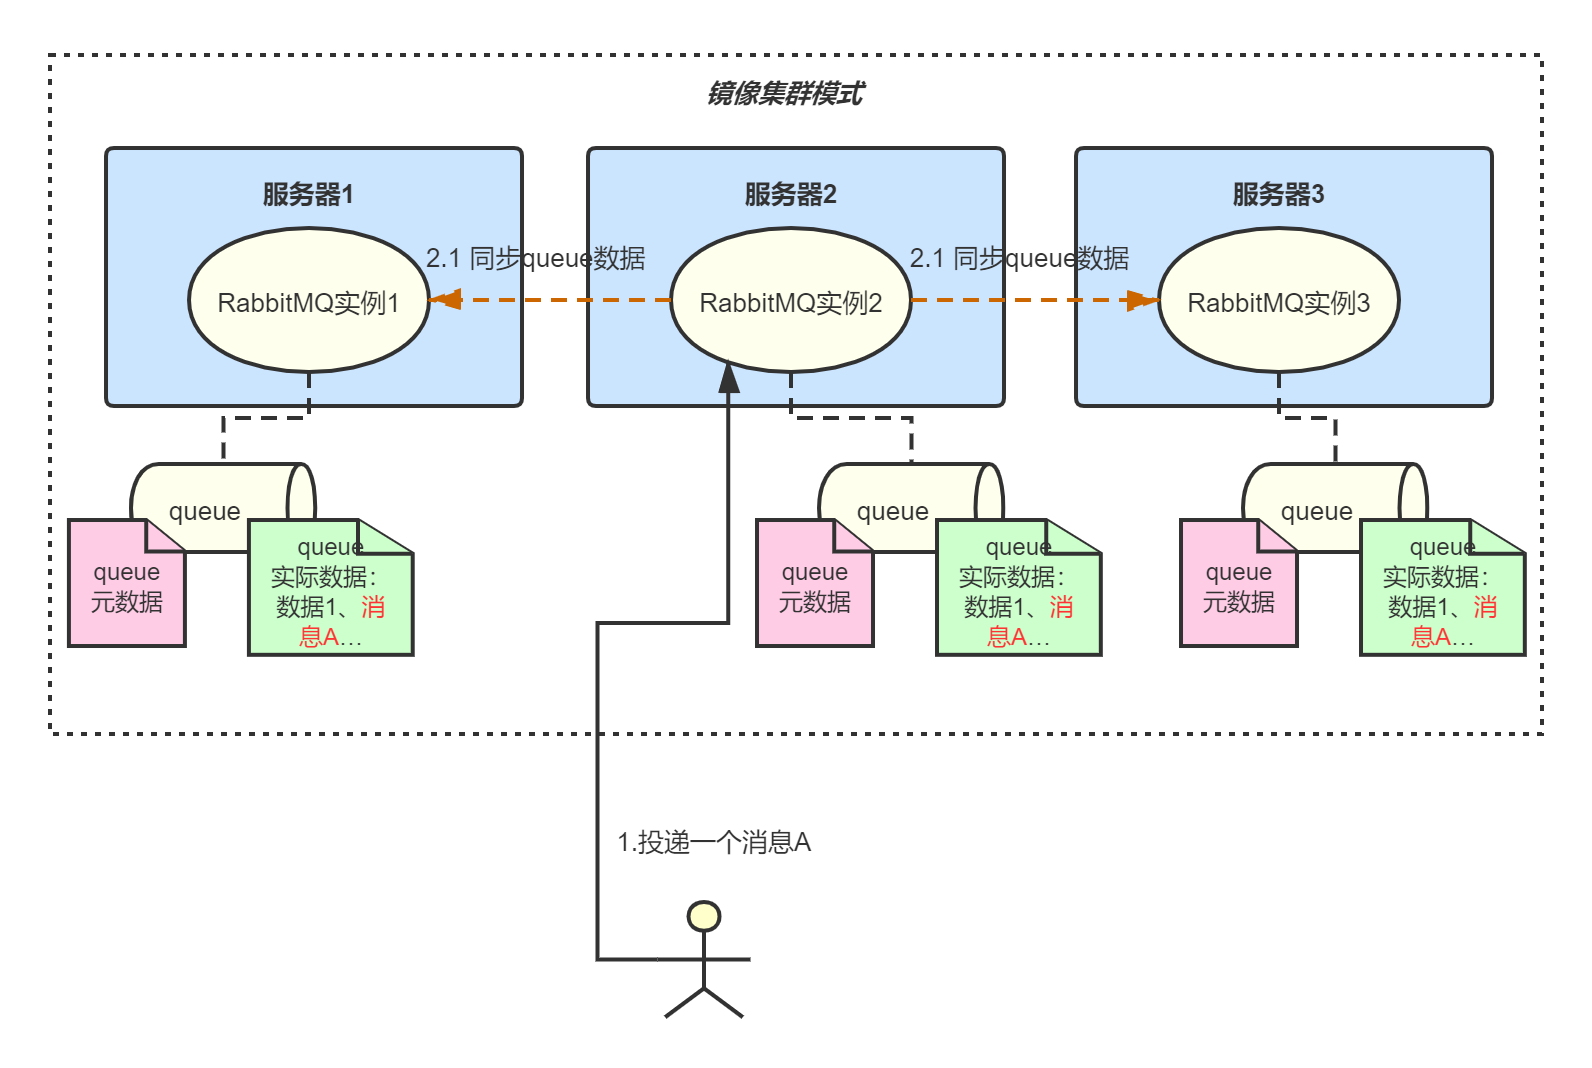 镜像集群模式
服务器1
服务器2
服务器3
2.1 同步queue数据
2.1 同步queue数据
RabbitMQ实例1
RabbitMQ实例2
RabbitMQ实例3
queue
queue
元数据
queue
实际数据：
数据1、消
息A...
queue
queue
元数据
queue
实际数据：
数据1、消
息A...
queue
queue
元数据
queue
实际数据：
数据1、消
息A...
1.投递一个消息A